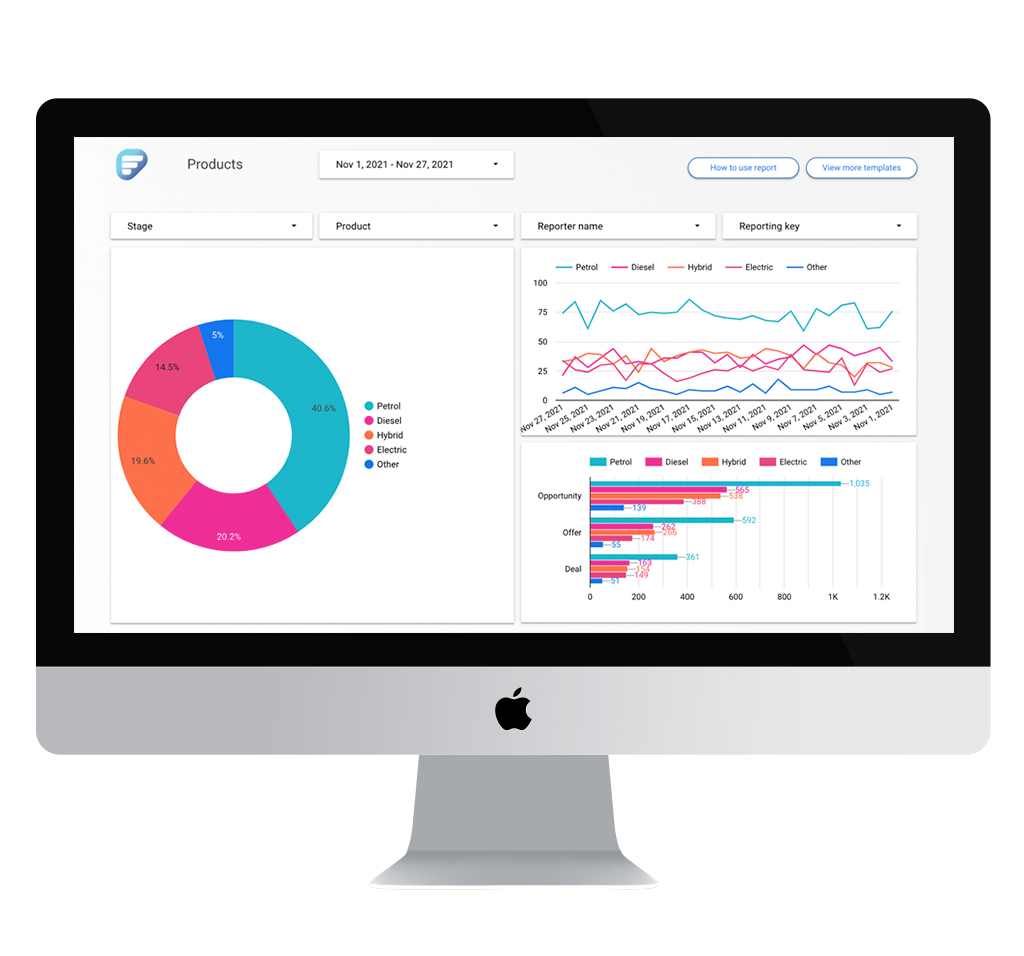 Products
Nov 1, 2021 - Nov 27, 2021
How to use report
View more templates
Stage
Product
Reporter name
Reporting key
5%
14.5%
40.6%
19.6%
20.2%
Petrol
Diesel
Hybrid
Electric
Other
Petrol Diesel Hybrid Electric Other
100
75
50
25
0
Nov 27, 2021
Nov 25, 2021
Nov 23, 2021
Nov 21, 2021
Nov 19, 2021
Nov 17, 2021
Nov 15, 2021
Nov 13, 2021
Nov 11, 2021
Nov 9, 2021
Nov 7, 2021
Nov 5, 2021
Nov 3, 2021
Nov 1, 2021
Petrol Diesel Hybrid Electric Other
Opportunity
1,035
565
538
388
139
Offer
592
262
266
174
55
Deal
361
163
154
149
51
0 200 400 600 800 1K 1.2K